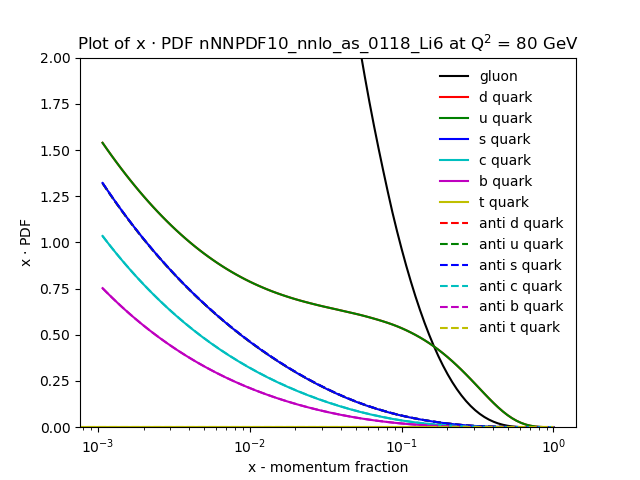 Plot of x · PDF nNNPDF10_nnlo_as_0118_Li6 at Q² = 80 GeV
x · PDF
2.00
1.75
1.50
1.25
1.00
0.75
0.50
0.25
0.00
gluon
d quark
u quark
s quark
c quark
b quark
t quark
anti d quark
anti u quark
anti s quark
anti c quark
anti b quark
anti t quark
10⁻³ 10⁻² 10⁻¹ 10⁰
x - momentum fraction